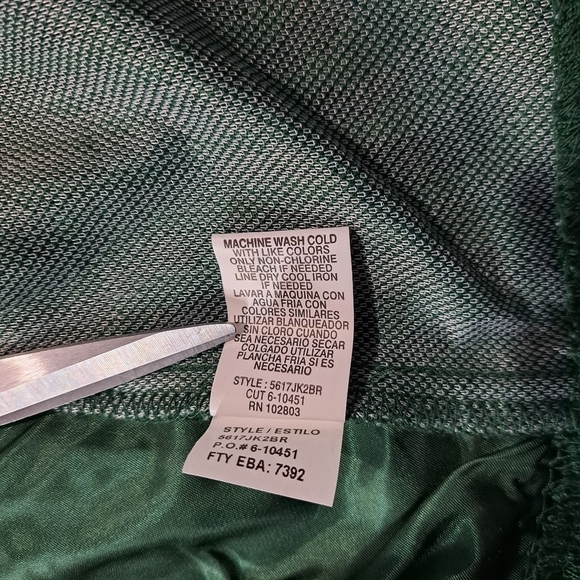 MACHINE WASH COLD
WITH LIKE COLORS
ONLY NON-CHLORINE
BLEACH IF NEEDED
LINE DRY COOL IRON
IF NEEDED
LAVAR A MAQUINA CON
AGUA FRIA CON
COLORES SIMILARES
UTILIZAR BLANQUEADOR
SIN CLORO CUANDO
SEA NECESARIO SECAR
COLGADO UTILIZAR
PLANCHA FRIA SI ES
NECESARIO
STYLE : 5617JK2BR
CUT 6-10451
RN 102803
STYLE / ESTILO
5617JK2BR
P.O.# 6-10451
FTY EBA: 7392